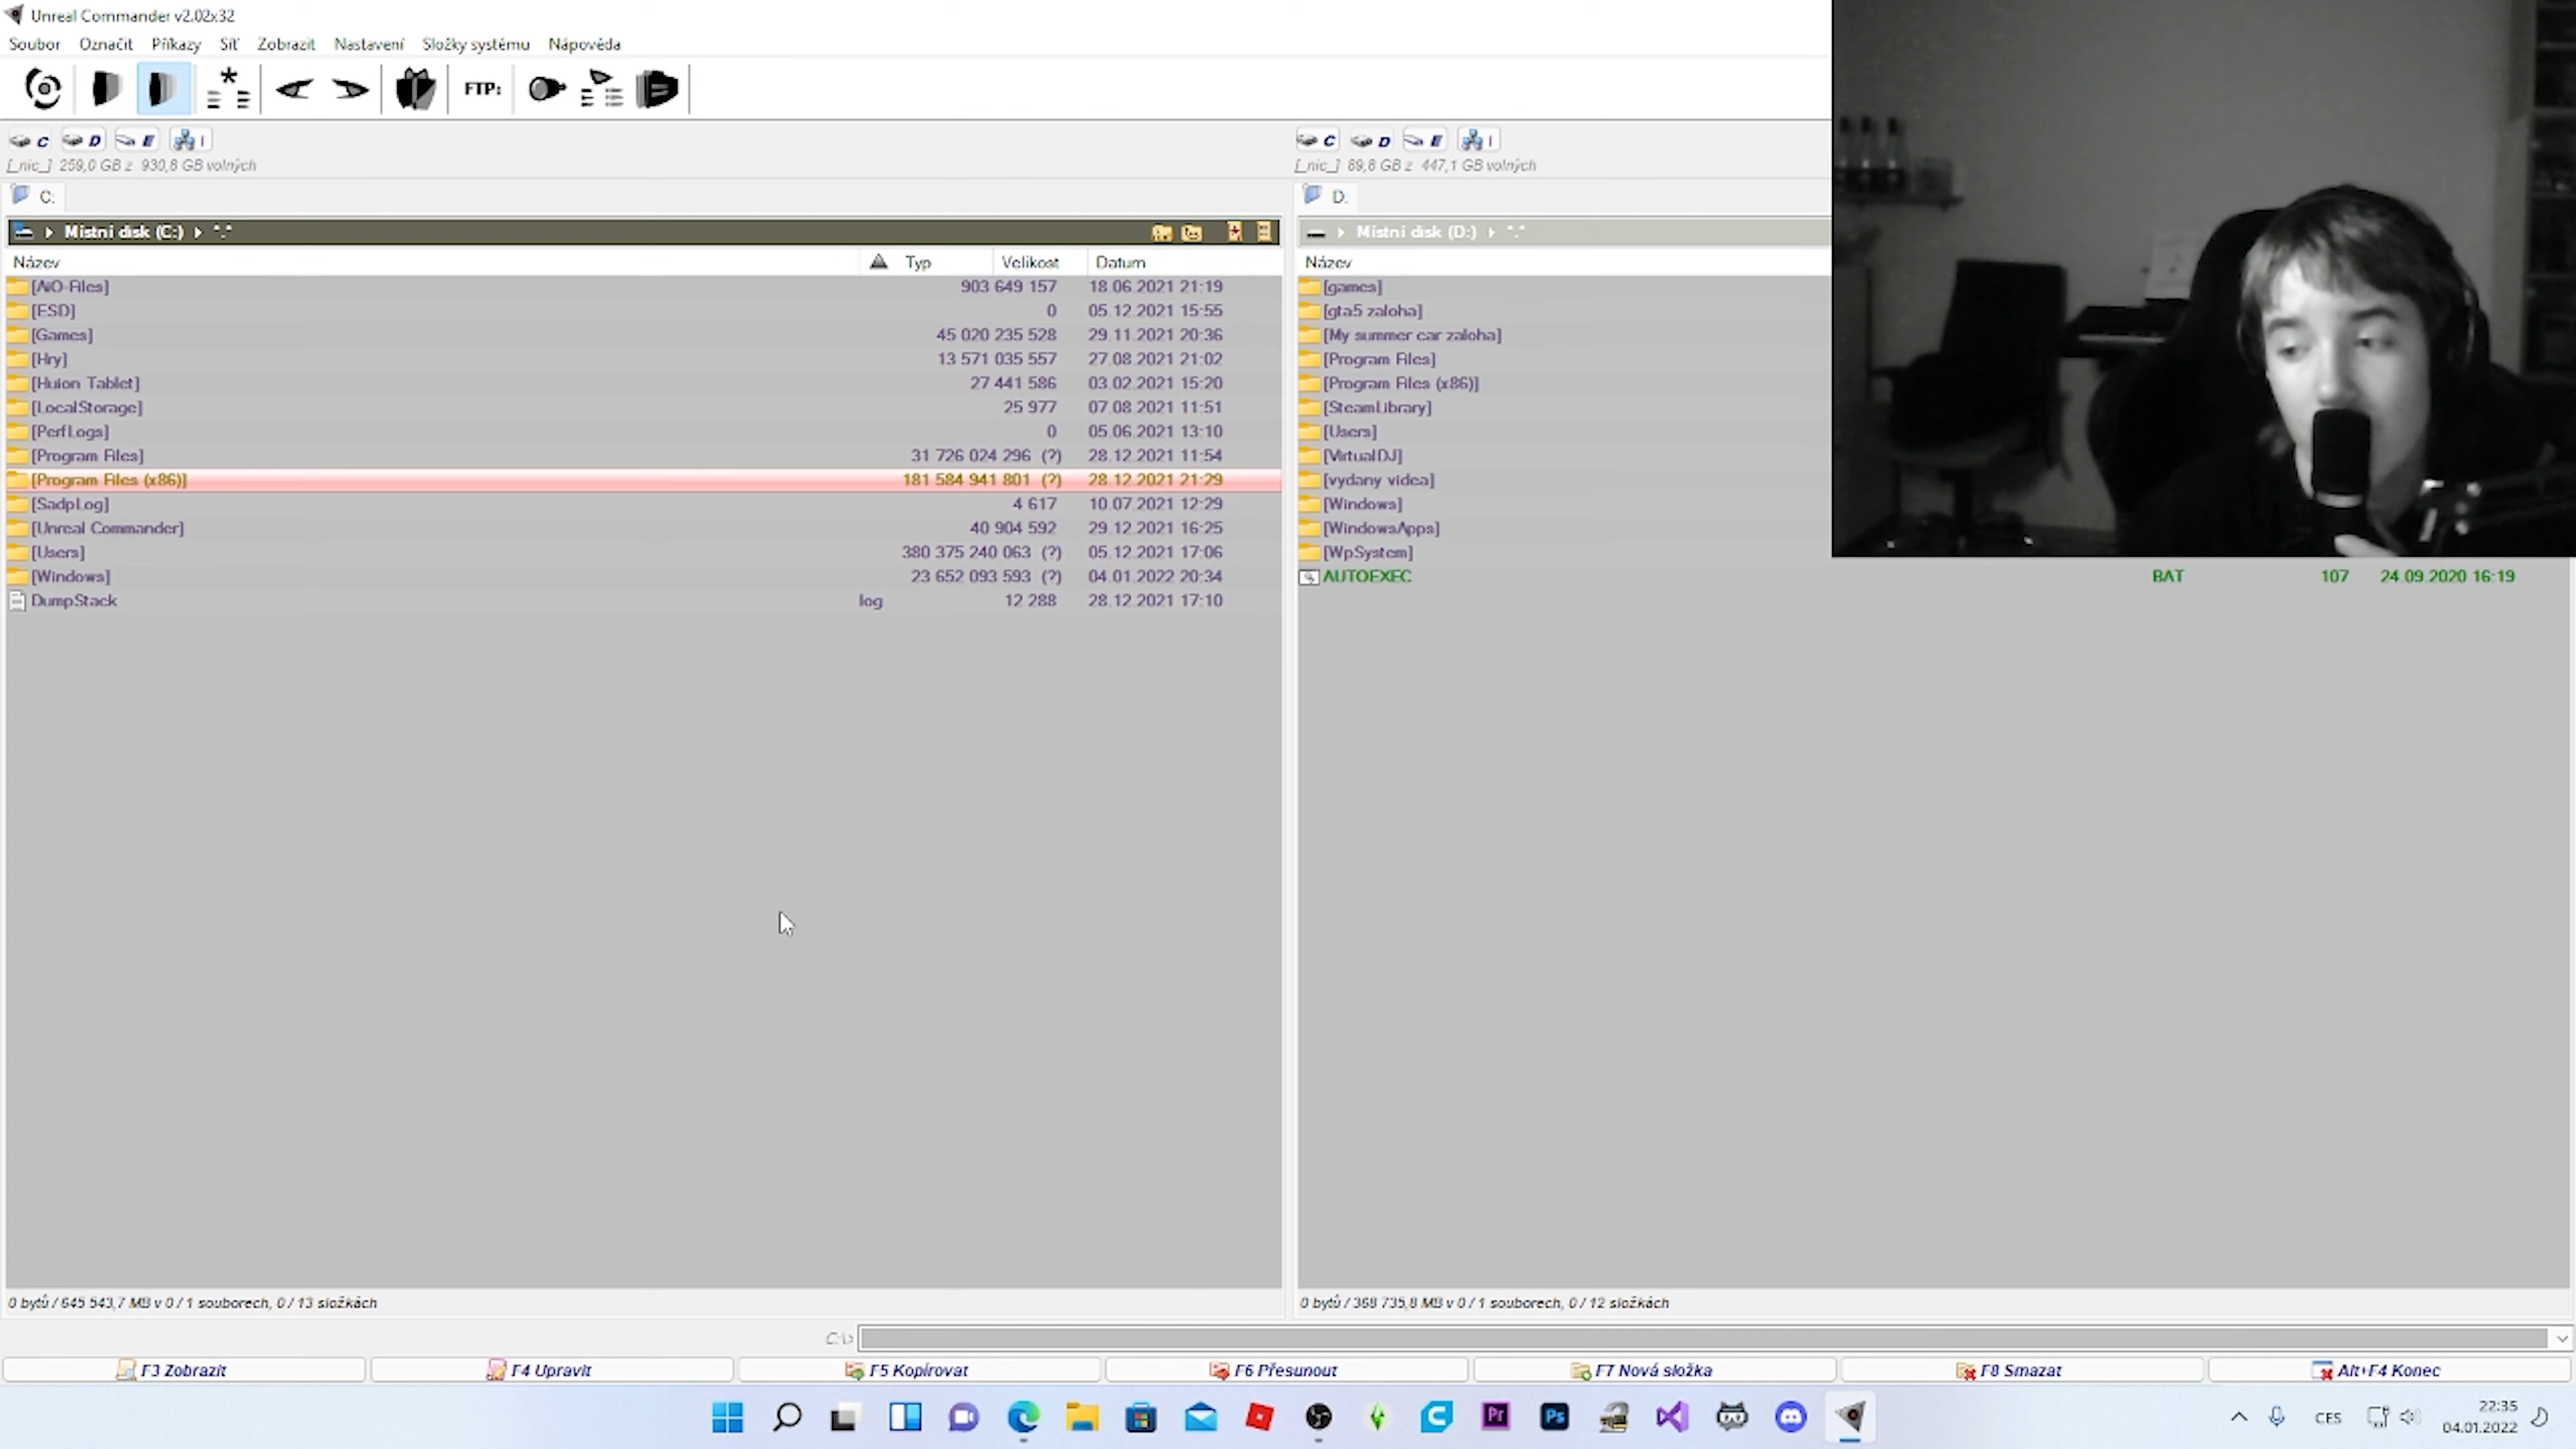 Unreal Commander v2.02x32
Soubor Označit Příkazy Síť Zobrazit Nastavení Složky systému Nápověda
FTP:
C D E
[_nic_] 259,0 GB z 930,8 GB volných
C:
Místní disk (C:) *.*
Název Typ Velikost Datum
[AiO-Files] 903 649 157 18.06.2021 21:19
[ESD] 0 05.12.2021 15:55
[Games] 45 020 235 528 29.11.2021 20:36
[Hry] 13 571 035 557 27.08.2021 21:02
[Huion Tablet] 27 441 586 03.02.2021 15:20
[LocalStorage] 25 977 07.08.2021 11:51
[PerfLogs] 0 05.06.2021 13:10
[Program Files] 31 726 024 296 (?) 28.12.2021 11:54
[Program Files (x86)] 181 584 941 801 (?) 28.12.2021 21:29
[SadpLog] 4 617 10.07.2021 12:29
[Unreal Commander] 40 904 592 29.12.2021 16:25
[Users] 380 375 240 063 (?) 05.12.2021 17:06
[Windows] 23 652 093 593 (?) 04.01.2022 20:34
DumpStack log 12 288 28.12.2021 17:10
0 bytů / 645 543,7 MB v 0 / 1 souborech, 0 / 13 složkách
C D E
[_nic_] 89,8 GB z 447,1 GB volných
D:
Místní disk (D:) *.*
Název
[games]
[gta5 zaloha]
[My summer car zaloha]
[Program Files]
[Program Files (x86)]
[SteamLibrary]
[Users]
[VirtualDJ]
[vydany videa]
[Windows]
[WindowsApps]
[WpSystem]
AUTOEXEC BAT 107 24.09.2020 16:19
0 bytů / 368 735,8 MB v 0 / 1 souborech, 0 / 12 složkách
C:\>
F3 Zobrazit F4 Upravit F5 Kopírovat F6 Přesunout F7 Nová složka F8 Smazat Alt+F4 Konec
Pr Ps CES 22:35
04.01.2022